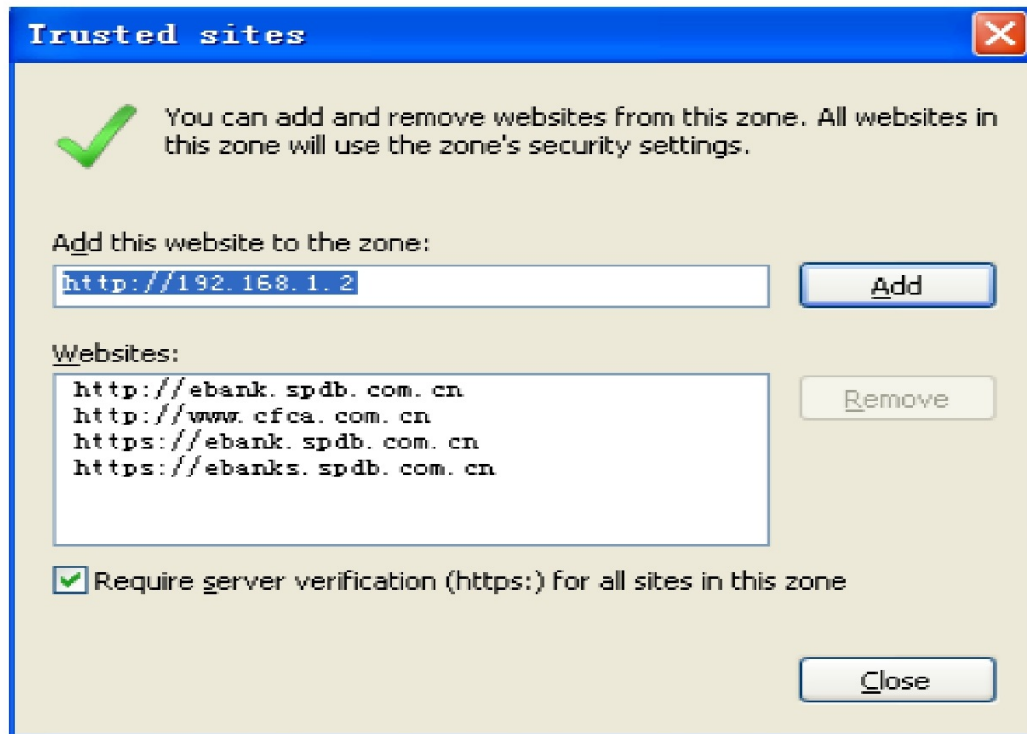 Trusted sites
You can add and remove websites from this zone. All websites in
this zone will use the zone's security settings.
Add this website to the zone:
http://192.168.1.2
Add
Websites:
http://ebank.spdb.com.cn
http://www.cfca.com.cn
https://ebank.spdb.com.cn
https://ebanks.spdb.com.cn
Remove
Require server verification (https:) for all sites in this zone
Close